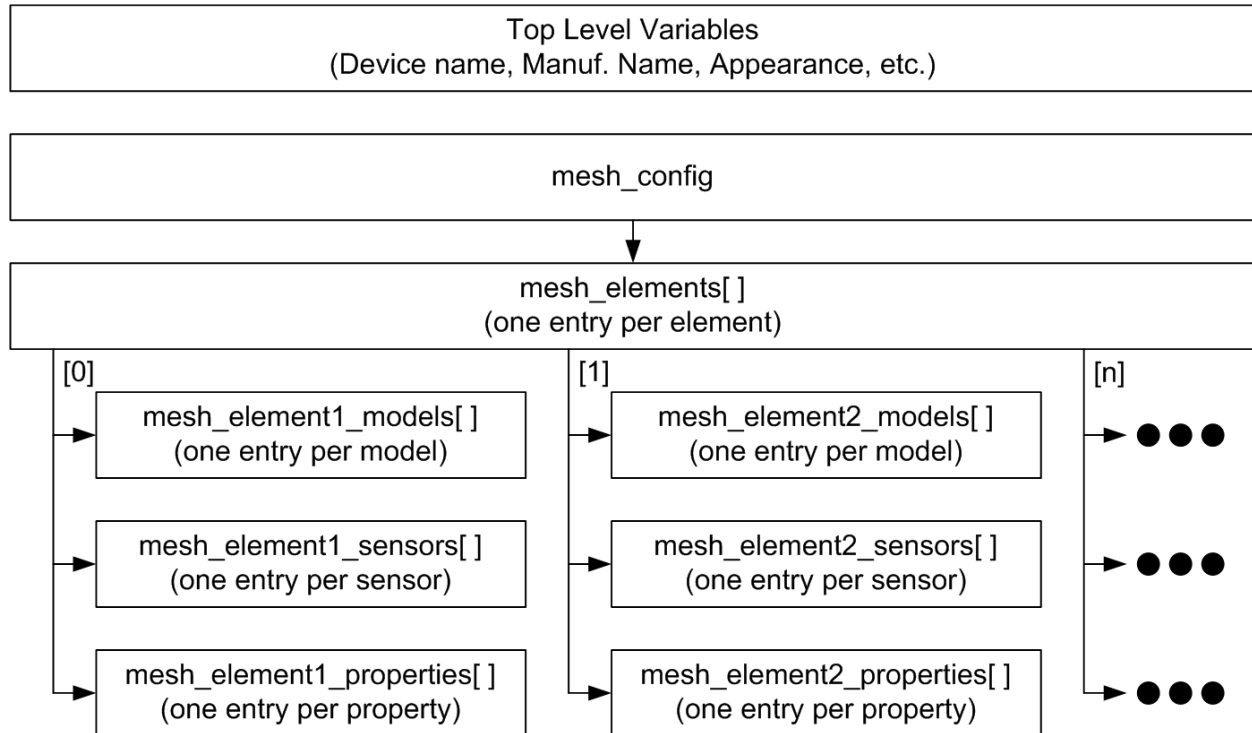 Top Level Variables
(Device name, Manuf. Name, Appearance, etc.)
mesh_config
mesh_elements[ ]
(one entry per element)
[0]
[1]
[n]
mesh_element1_models[ ]
(one entry per model)
mesh_element2_models[ ]
(one entry per model)
mesh_element1_sensors[ ]
(one entry per sensor)
mesh_element2_sensors[ ]
(one entry per sensor)
mesh_element1_properties[ ]
(one entry per property)
mesh_element2_properties[ ]
(one entry per property)